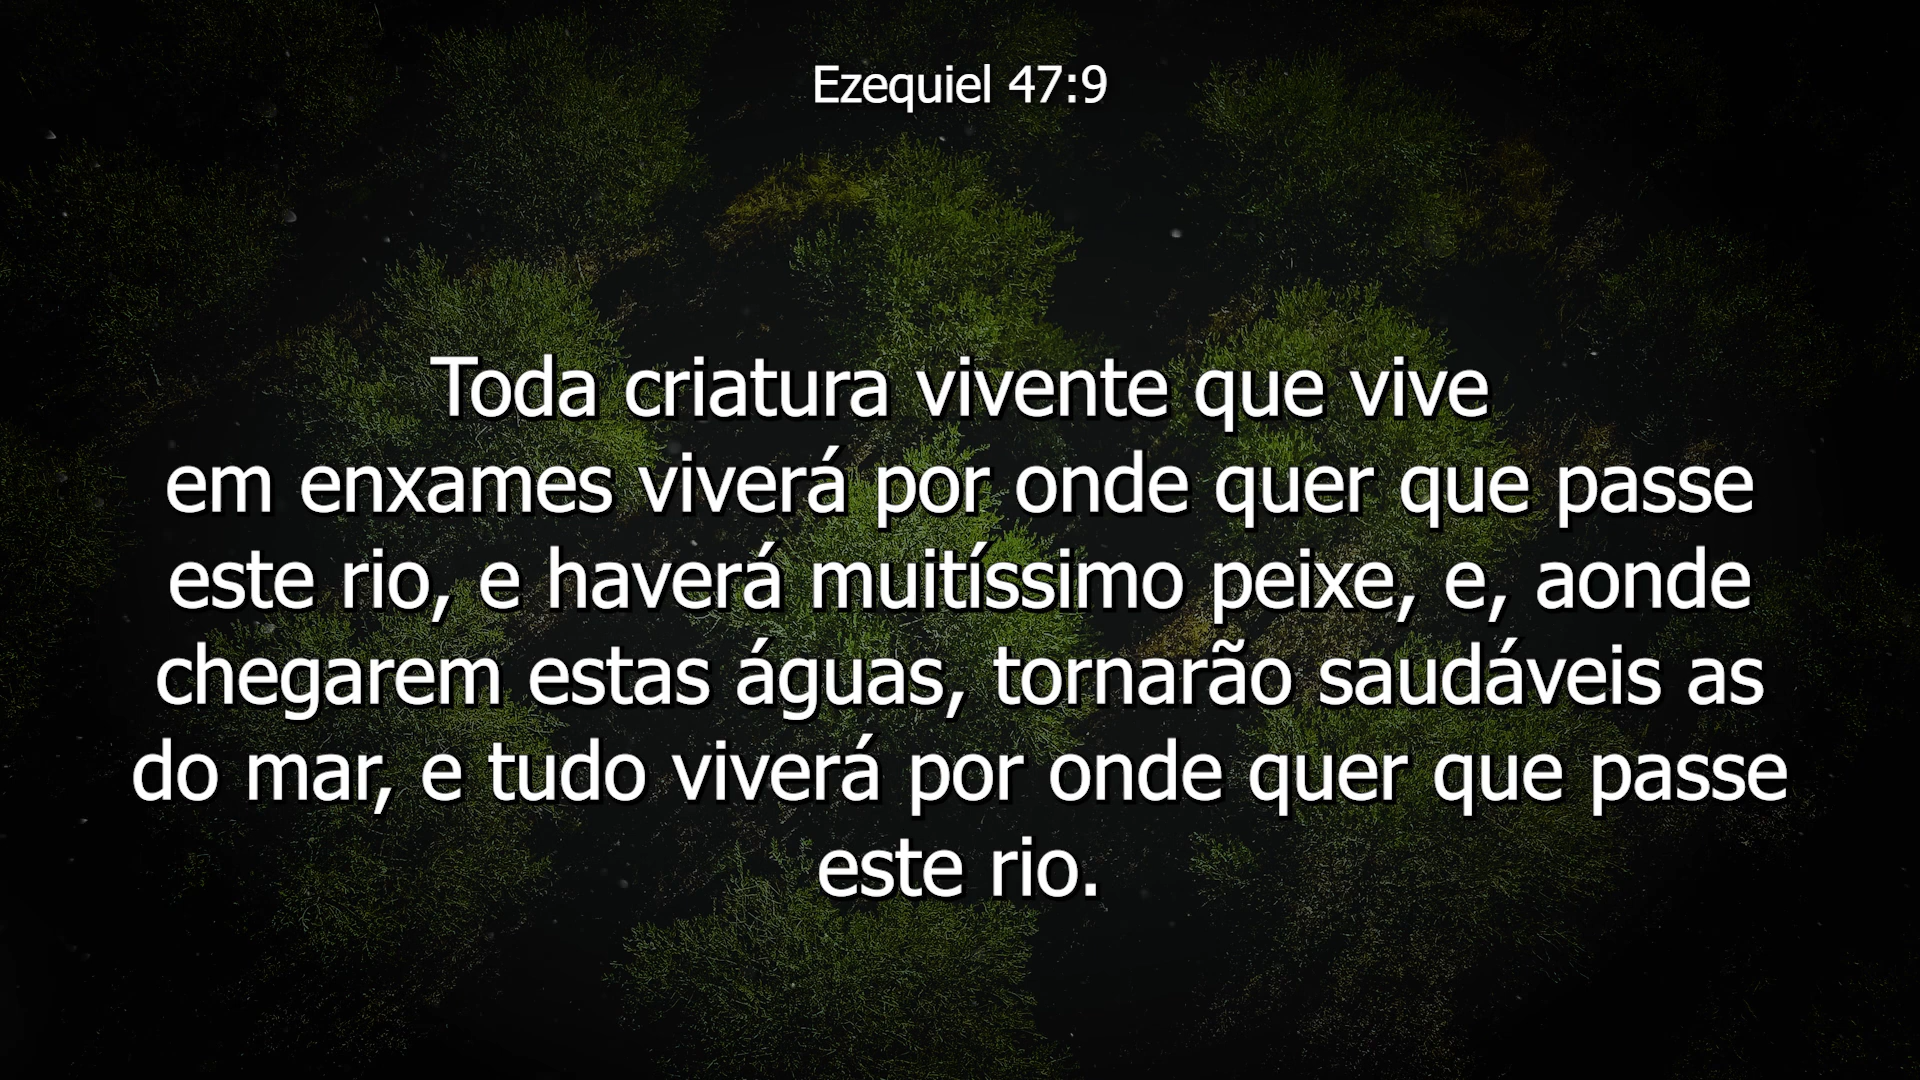 Ezequiel 47:9
Toda criatura vivente que vive
em enxames viverá por onde quer que passe
este rio, e haverá muitíssimo peixe, e, aonde
chegarem estas águas, tornarão saudáveis as
do mar, e tudo viverá por onde quer que passe
este rio.